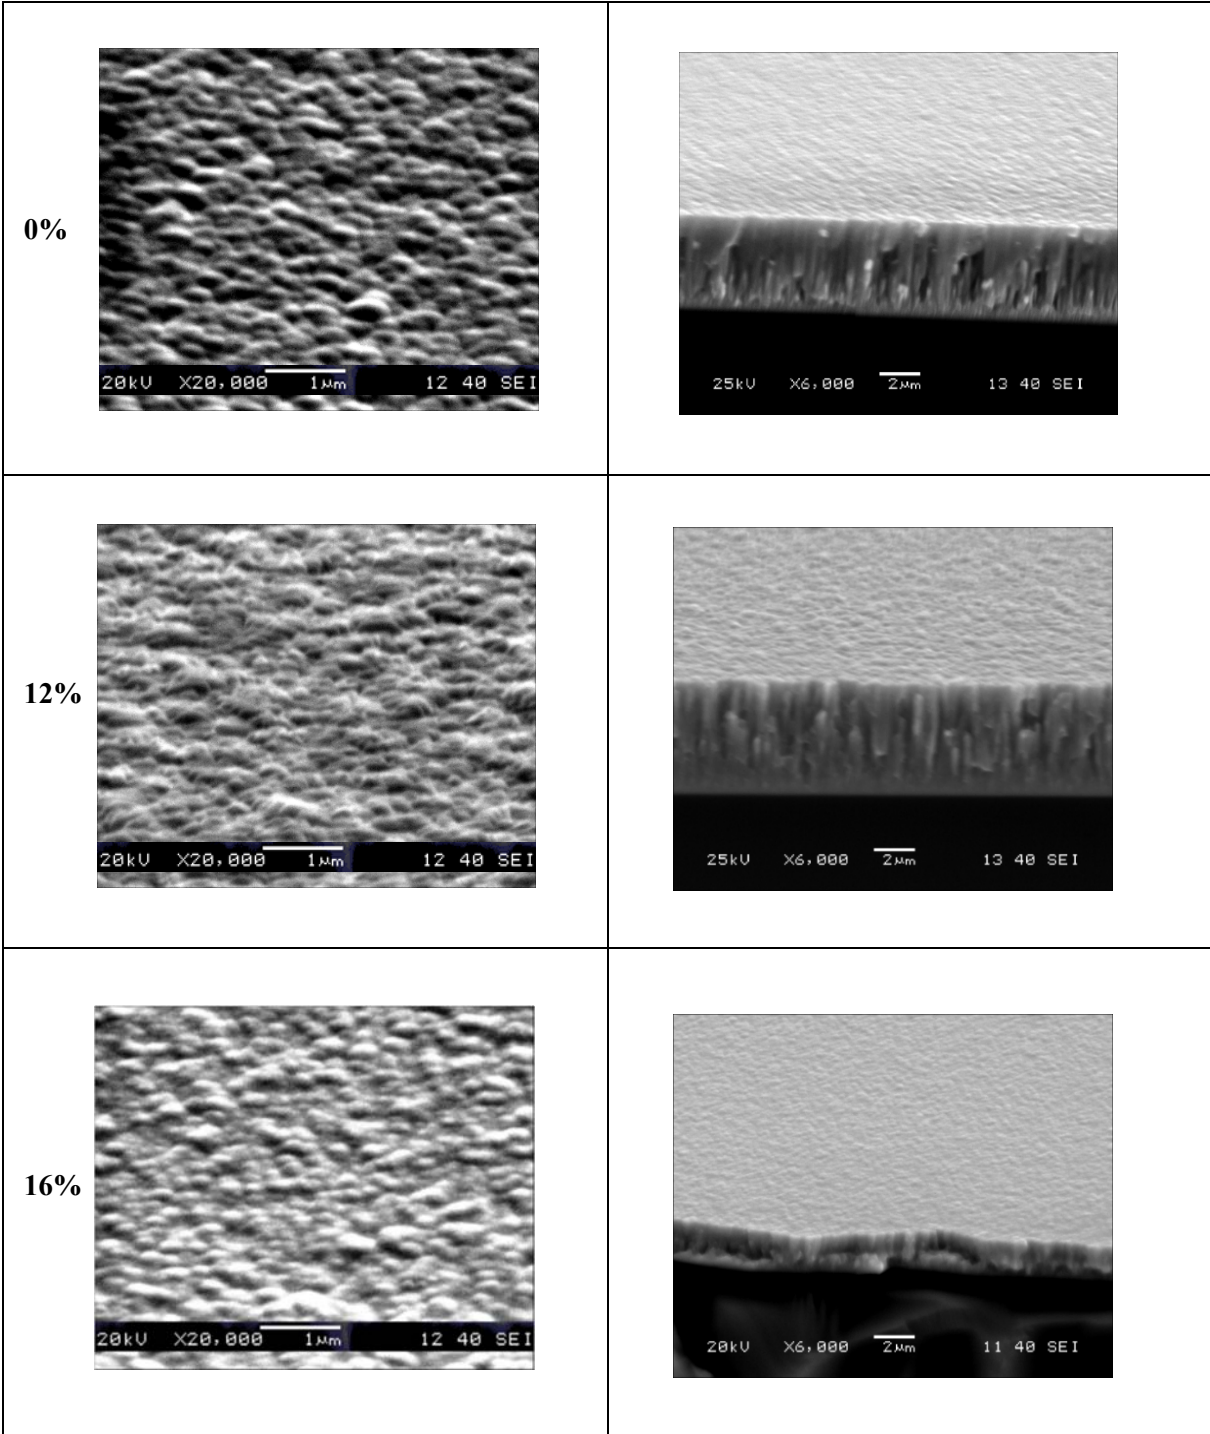 0%
20kV X20,000 1μm 12 40 SEI
25kV X6,000 2μm 13 40 SEI
12%
20kV X20,000 1μm 12 40 SEI
25kV X6,000 2μm 13 40 SEI
16%
20kV X20,000 1μm 12 40 SEI
20kV X6,000 2μm 11 40 SEI